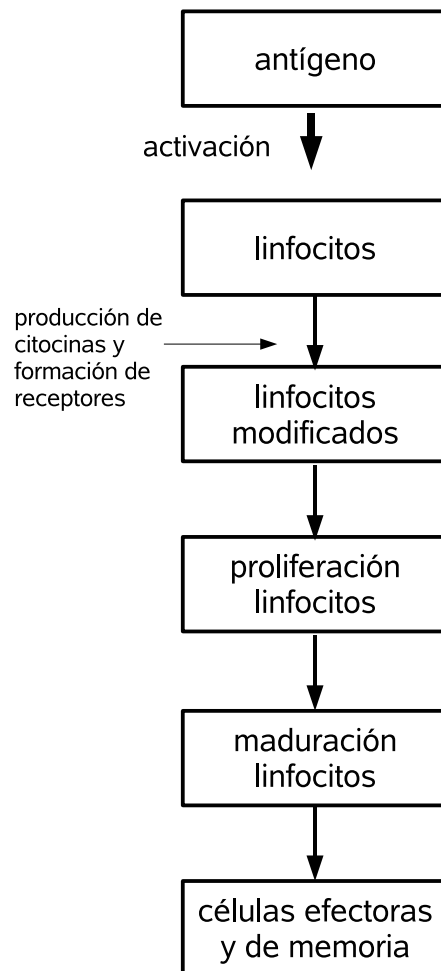 antígeno
activación
linfocitos
producción de
citocinas y
formación de
receptores
linfocitos
modificados
proliferación
linfocitos
maduración
linfocitos
células efectoras
y de memoria